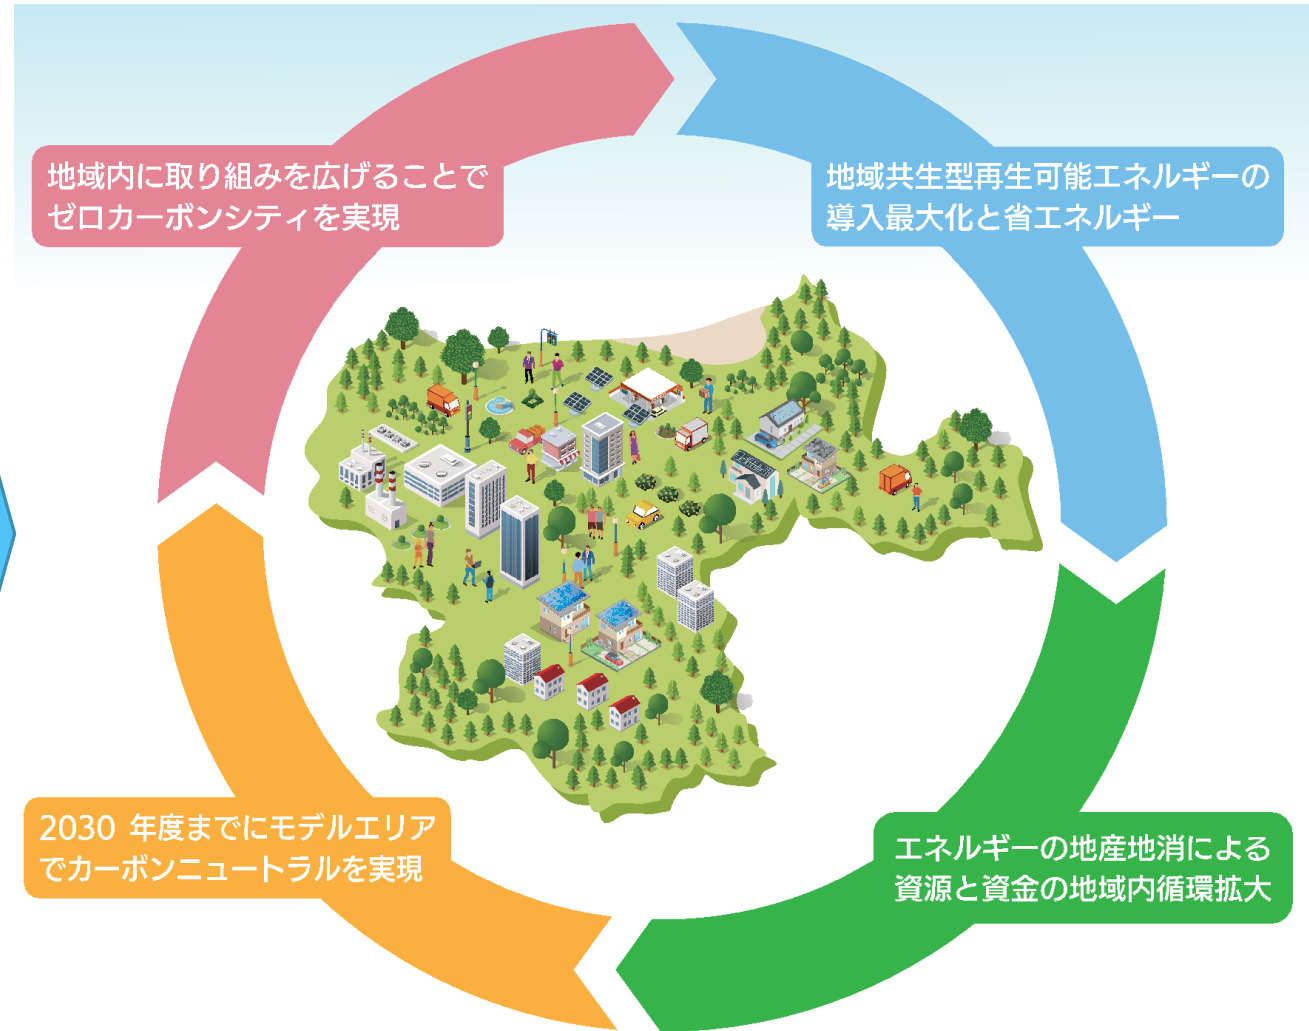 地域内に取り組みを広げることで
ゼロカーボンシティを実現
地域共生型再生可能エネルギーの
導入最大化と省エネルギー
2030 年度までにモデルエリア
でカーボンニュートラルを実現
エネルギーの地産地消による
資源と資金の地域内循環拡大